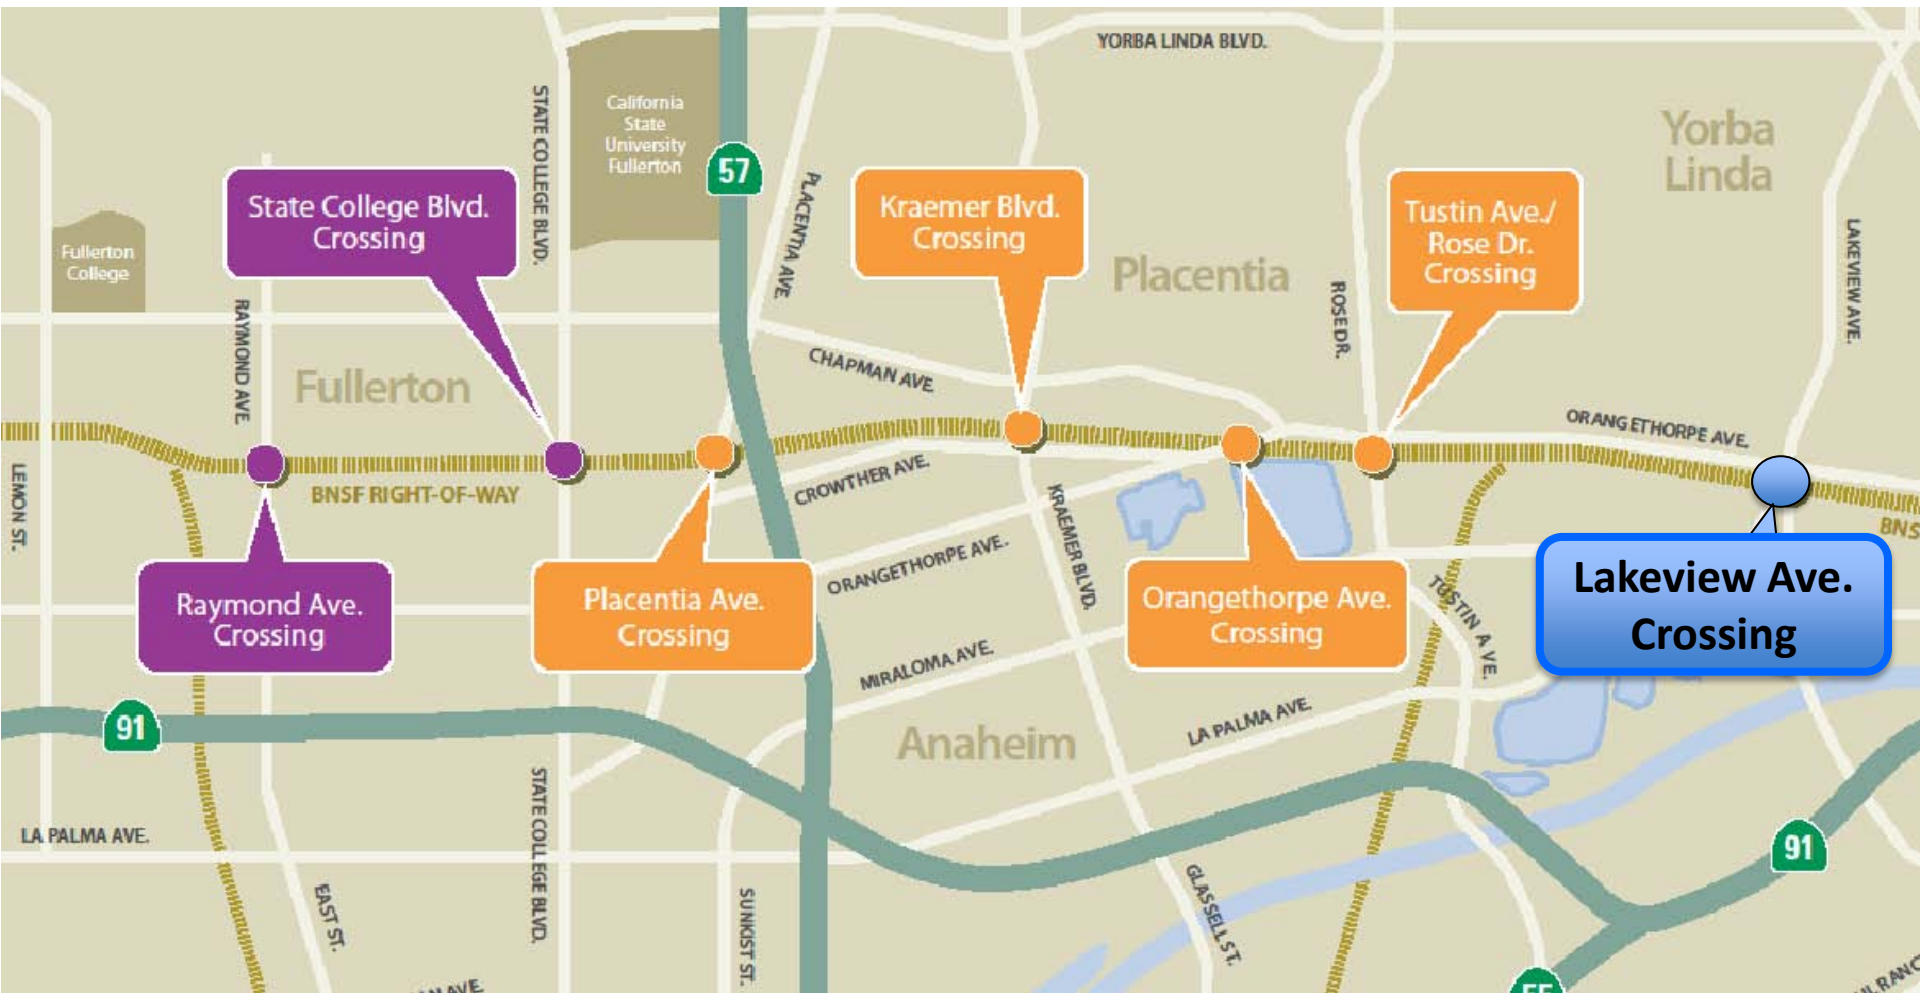 YORBA LINDA BLVD.
California
State
University
Fullerton
STATE COLLEGE BLVD.
57
Yorba
Linda
State College Blvd.
Crossing
PLACENTIA AVE.
Kraemer Blvd.
Crossing
Tustin Ave./
Rose Dr.
Crossing
Fullerton
College
LAKEVIEW AVE.
Placentia
RAYMOND AVE.
ROSE DR.
CHAPMAN AVE.
Fullerton
ORANGETHORPE AVE.
LEMON ST.
BNSF RIGHT-OF-WAY
CROWTHER AVE.
KRAEMER BLVD.
BNS
ORANGETHORPE AVE.
Lakeview Ave.
Crossing
Raymond Ave.
Crossing
Placentia Ave.
Crossing
Orangethorpe Ave.
Crossing
TUSTIN AVE.
MIRALOMA AVE.
91
Anaheim
LA PALMA AVE.
STATE COLLEGE BLVD.
LA PALMA AVE.
91
EAST ST.
SUNKIST ST.
GLASSELL ST.
55
AVE.